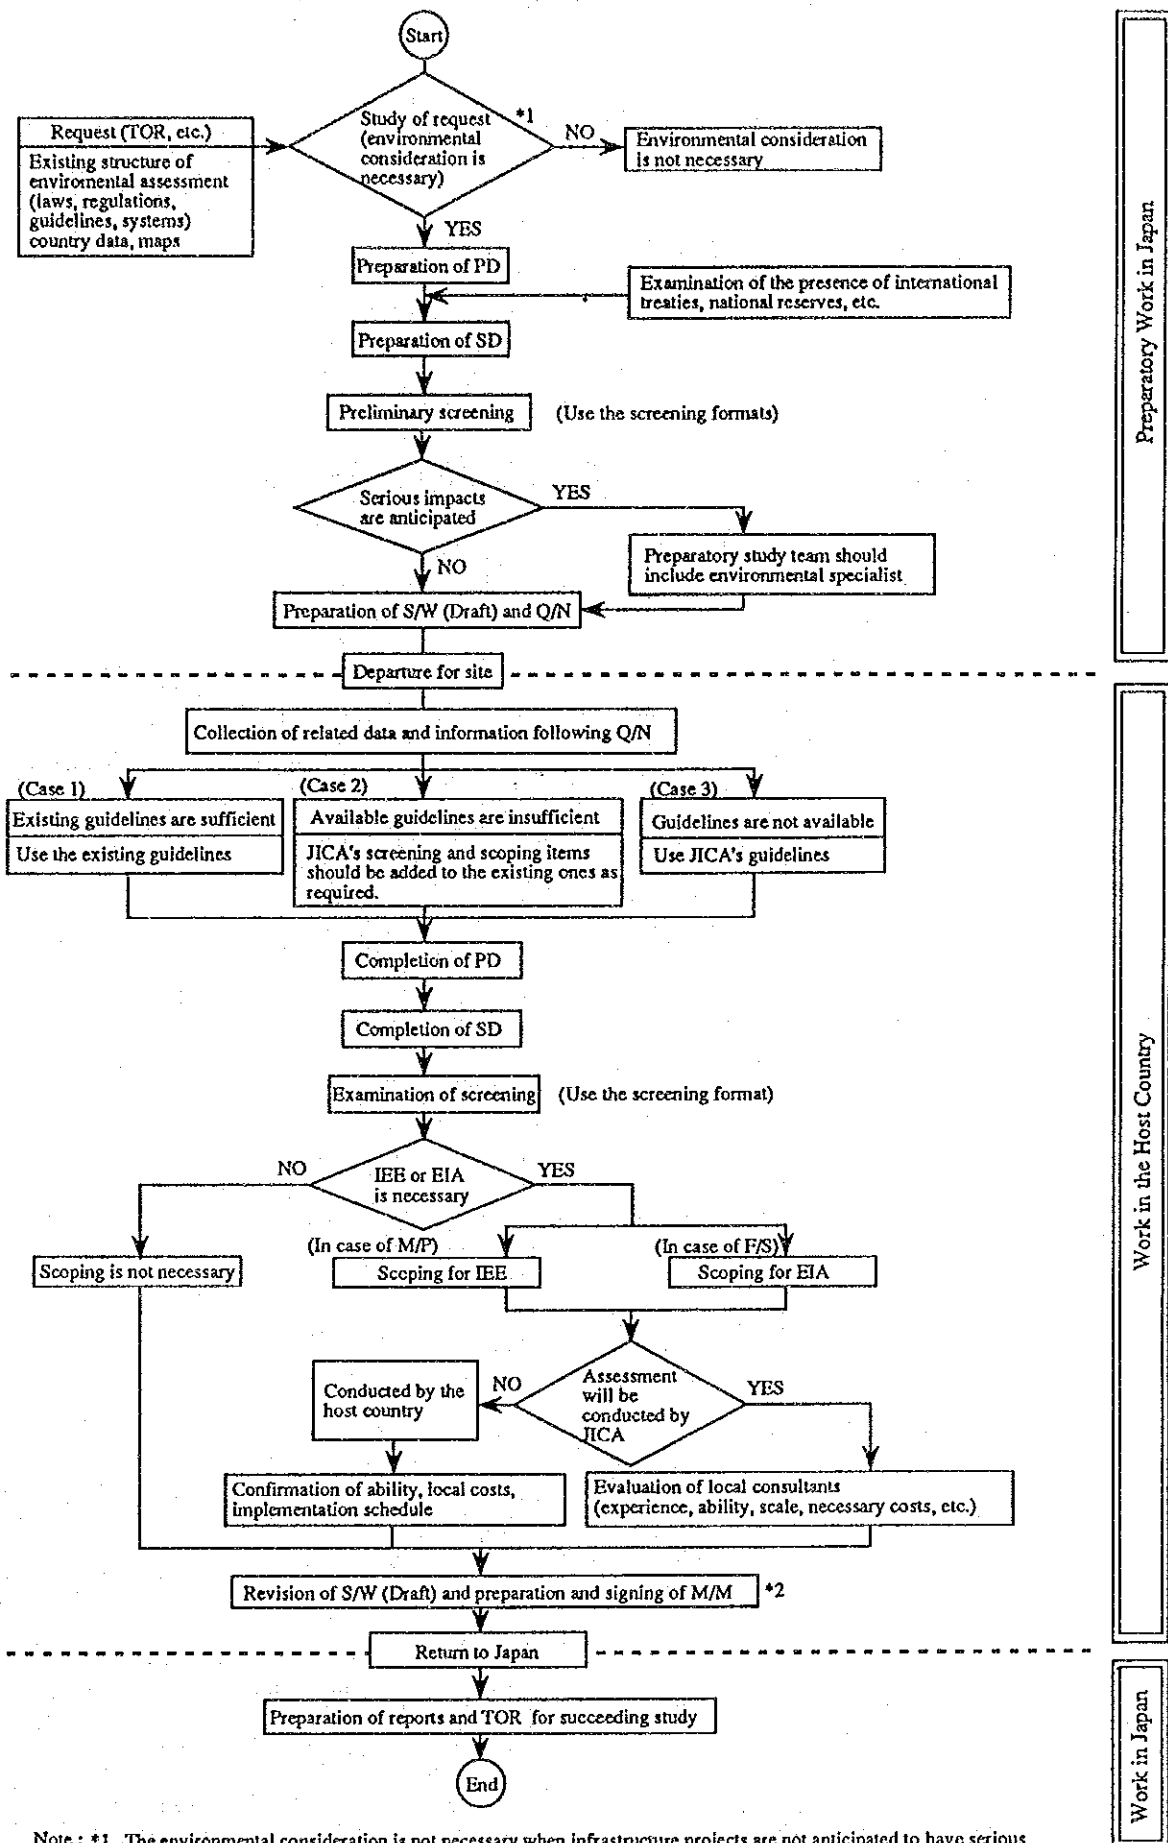 Start
Study of request
(environmental
consideration is
necessary)
*1
NO
Environmental consideration
is not necessary
Request (TOR, etc.)
Existing structure of
enviromental assessment
(laws, regulations,
guidelines, systems)
country data, maps
YES
Preparation of PD
Examination of the presence of international
treaties, national reserves, etc.
Preparation of SD
Preliminary screening
(Use the screening formats)
Serious impacts
are anticipated
YES
NO
Preparatory study team should
include environmental specialist
Preparation of S/W (Draft) and Q/N
Preparatory Work in Japan
Departure for site
Collection of related data and information following Q/N
(Case 1)
Existing guidelines are sufficient
Use the existing guidelines
(Case 2)
Available guidelines are insufficient
JICA's screening and scoping items
should be added to the existing ones as
required.
(Case 3)
Guidelines are not available
Use JICA's guidelines
Completion of PD
Completion of SD
Examination of screening
(Use the screening format)
IEE or EIA
is necessary
NO
YES
Scoping is not necessary
(In case of M/P)
Scoping for IEE
(In case of F/S)
Scoping for EIA
Assessment
will be
conducted by
JICA
NO
YES
Conducted by the
host country
Confirmation of ability, local costs,
implementation schedule
Evaluation of local consultants
(experience, ability, scale, necessary costs, etc.)
Revision of S/W (Draft) and preparation and signing of M/M
*2
Work in the Host Country
Return to Japan
Preparation of reports and TOR for succeeding study
End
Work in Japan
Note : *1 The environmental consideration is not necessary when infrastructure projects are not anticipated to have serious